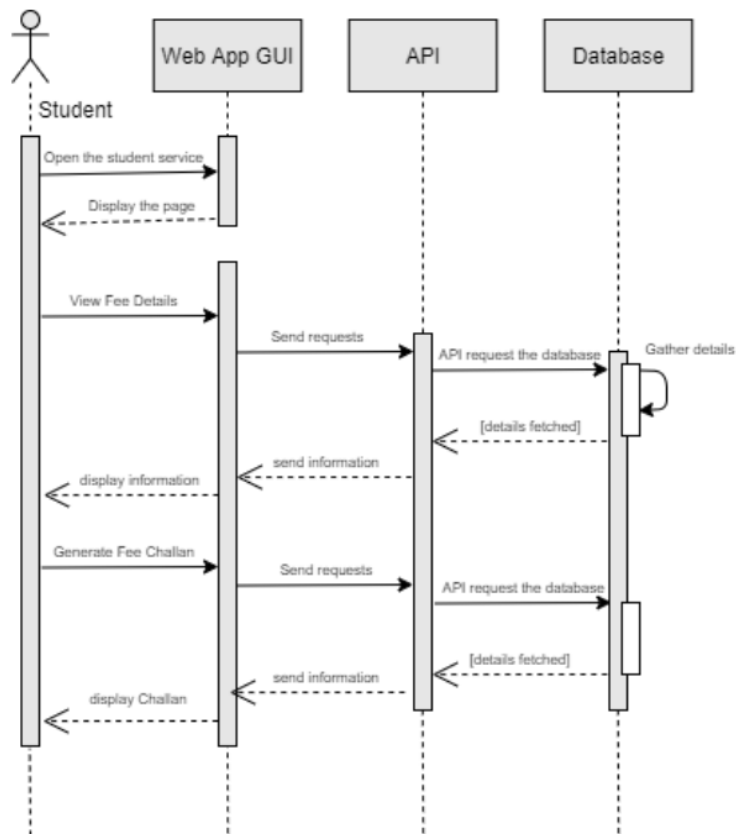 Web App GUI
API
Database
Student
Open the student service
Display the page
View Fee Details
Send requests
API request the database
Gather details
[details fetched]
send information
display information
Generate Fee Challan
Send requests
API request the database
[details fetched]
send information
display Challan